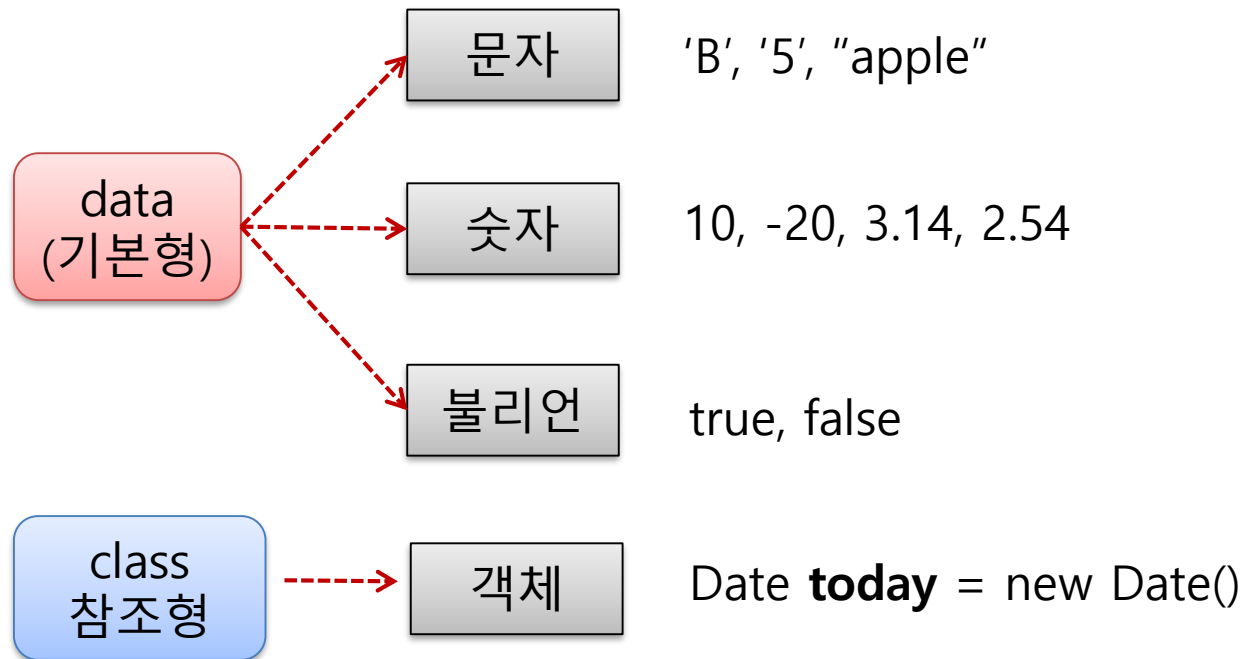 문자
‘B’, ‘5’, “apple”
data
(기본형)
숫자
10, -20, 3.14, 2.54
불리언
true, false
class
참조형
객체
Date today = new Date()